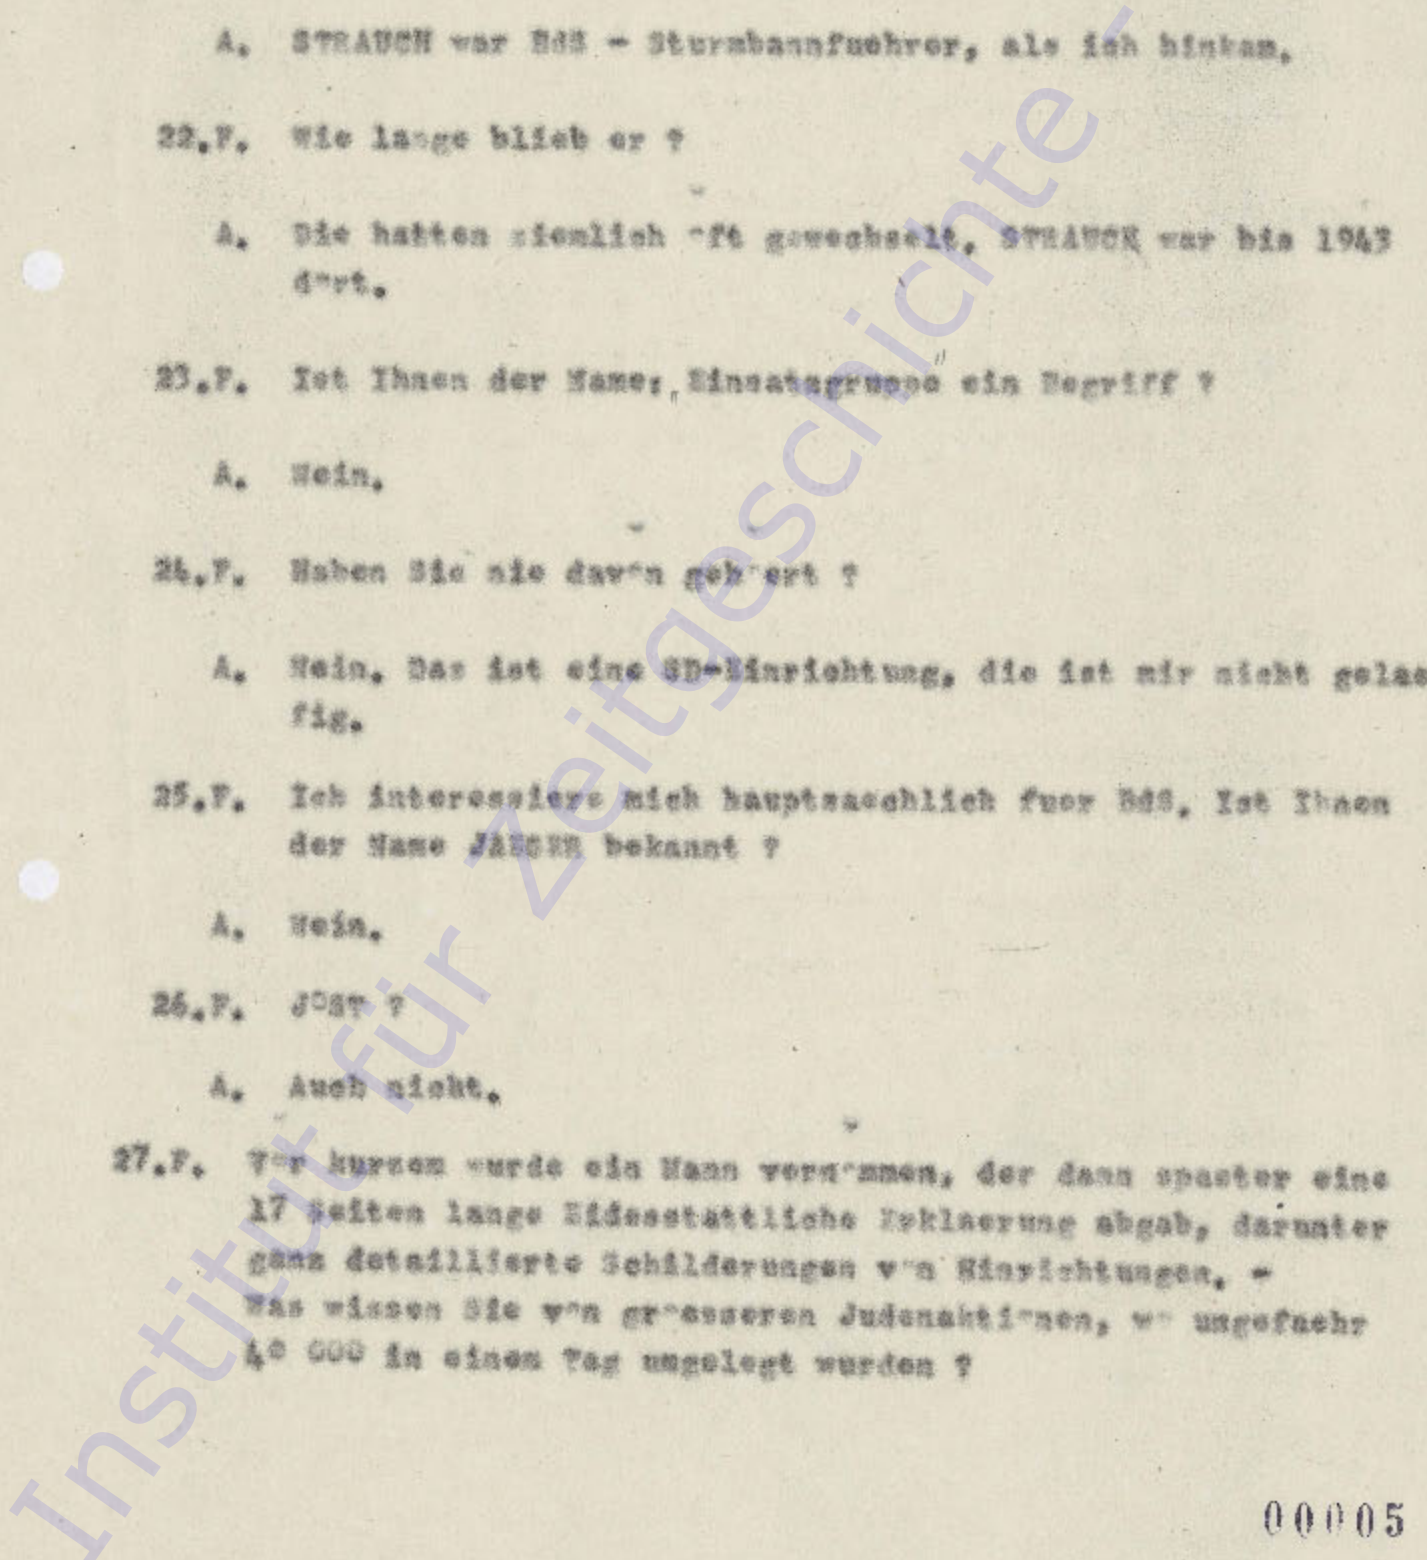 A. STRAUCH war BdS - Sturmbannfuehrer, als ich hinkam.
22.F. Wie lange blieb er ?
A. Die hatten ziemlich oft gewechselt. STRAUCH war bis 1943
dort.
23.F. Ist Ihnen der Name: „Einsatzgruppe" ein Begriff ?
A. Nein.
24.F. Haben Sie nie davon gehoert ?
A. Nein. Das ist eine SD-Einrichtung, die ist mir nicht gelae
fig.
25.F. Ich interessiere mich hauptsaechlich fuer BdS. Ist Ihnen
der Name JAEGER bekannt ?
A. Nein.
26.F. JOST ?
A. Auch nicht.
27.F. Vor kurzem wurde ein Mann vernommen, der dann spaeter eine
17 Seiten lange Eidesstattliche Erklaerung abgab, darunter
ganz detaillierte Schilderungen von Hinrichtungen. -
Was wissen Sie von groesseren Judenaktionen, wo ungefaehr
40 000 in einem Tag umgelegt wurden ?
00005
Institut für Zeitgeschichte -